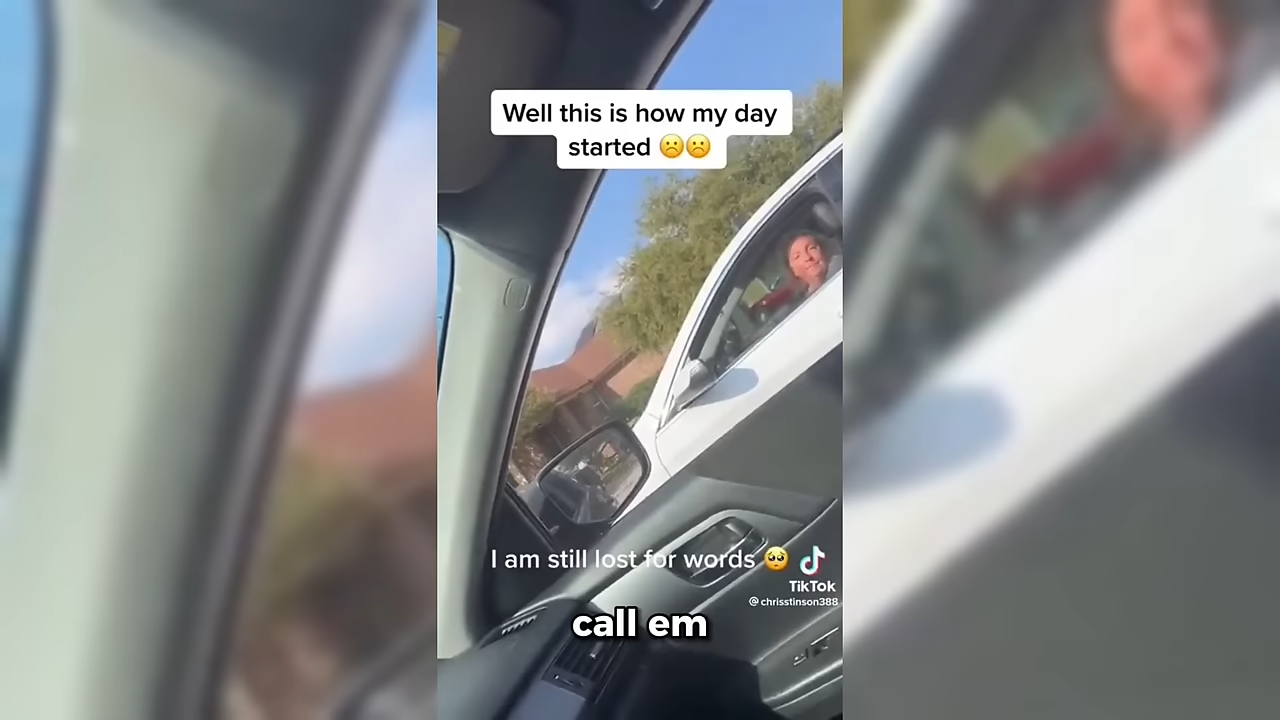 Well this is how my day
started ☹️☹️
I am still lost for words 🥺
TikTok
@chrisstinson388
call em